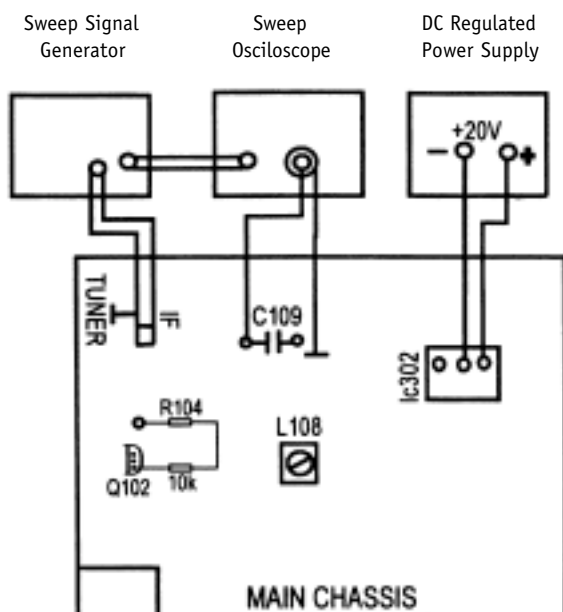 Sweep Signal
Generator
Sweep
Osciloscope
DC Regulated
Power Supply
+20V
− +
TUNER
IF
C109
Ic302
R104
L108
Q102
10k
MAIN CHASSIS